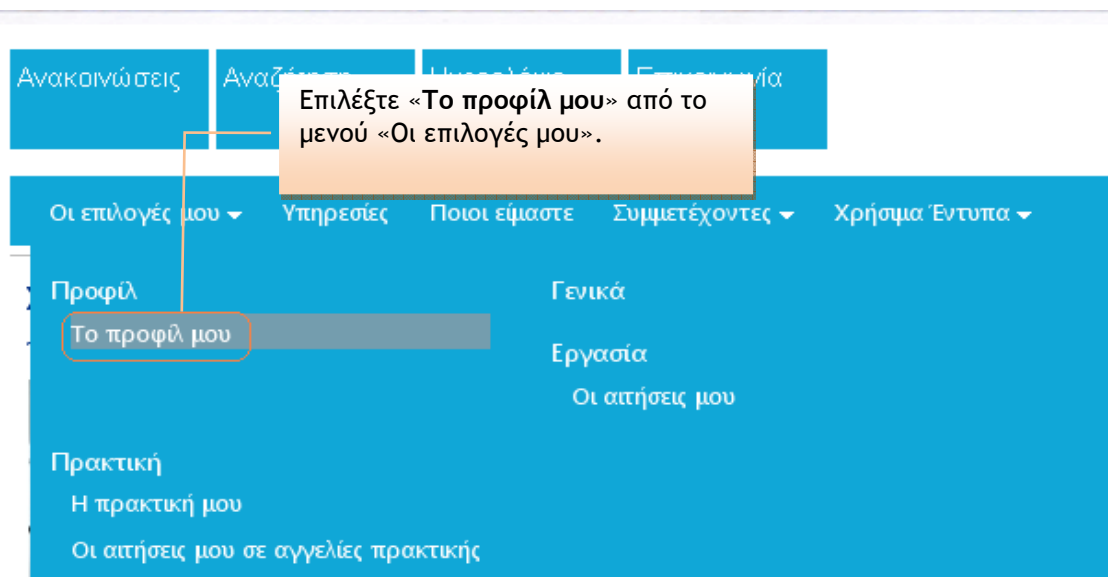 Ανακοινώσεις
Επιλέξτε «Το προφίλ μου» από το
μενού «Οι επιλογές μου».
Οι επιλογές μου Υπηρεσίες Ποιοι είμαστε Συμμετέχοντες Χρήσιμα Έντυπα
Προφίλ
Το προφίλ μου
Γενικά
Εργασία
Οι αιτήσεις μου
Πρακτική
Η πρακτική μου
Οι αιτήσεις μου σε αγγελίες πρακτικής